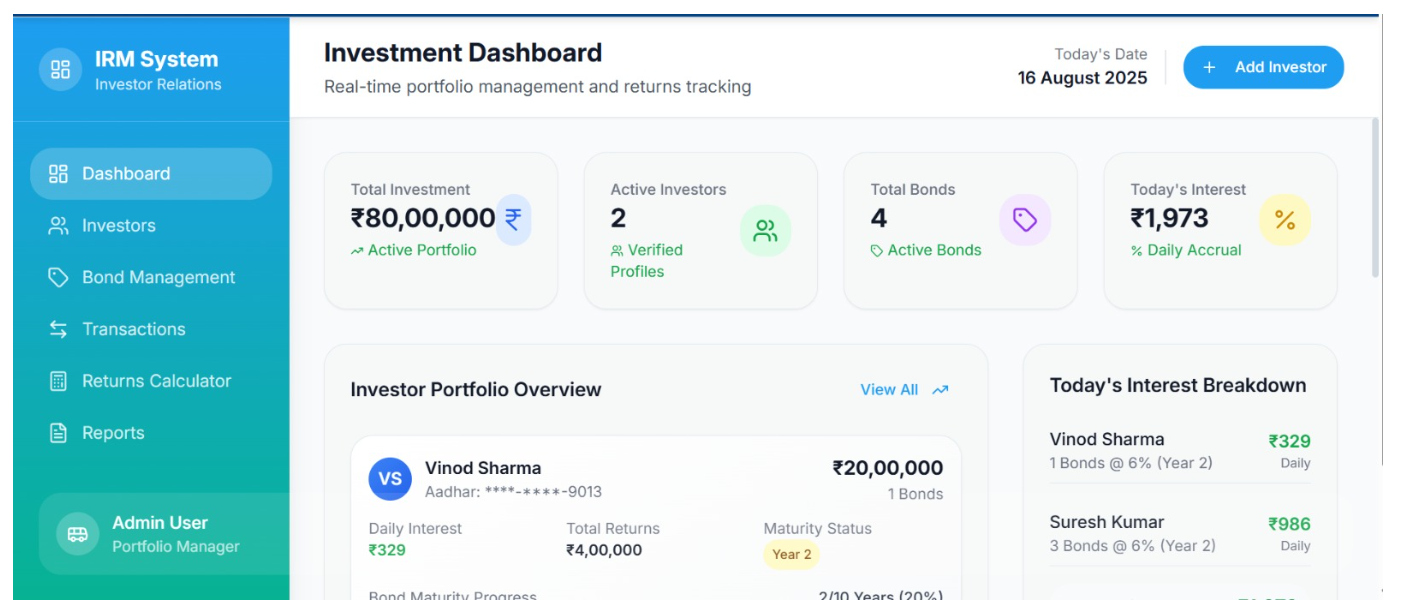 IRM System
Investor Relations
Dashboard
Investors
Bond Management
Transactions
Returns Calculator
Reports
Admin User
Portfolio Manager
Investment Dashboard
Real-time portfolio management and returns tracking
Today's Date
16 August 2025
+ Add Investor
Total Investment
₹80,00,000 ₹
Active Portfolio
Active Investors
2
Verified
Profiles
Total Bonds
4
Active Bonds
Today's Interest
₹1,973
% Daily Accrual
%
Investor Portfolio Overview
View All
VS
Vinod Sharma
Aadhar: ****-****-9013
₹20,00,000
1 Bonds
Daily Interest
₹329
Total Returns
₹4,00,000
Maturity Status
Year 2
Bond Maturity Progress
2/10 Years (20%)
Today's Interest Breakdown
Vinod Sharma
1 Bonds @ 6% (Year 2)
₹329
Daily
Suresh Kumar
3 Bonds @ 6% (Year 2)
₹986
Daily